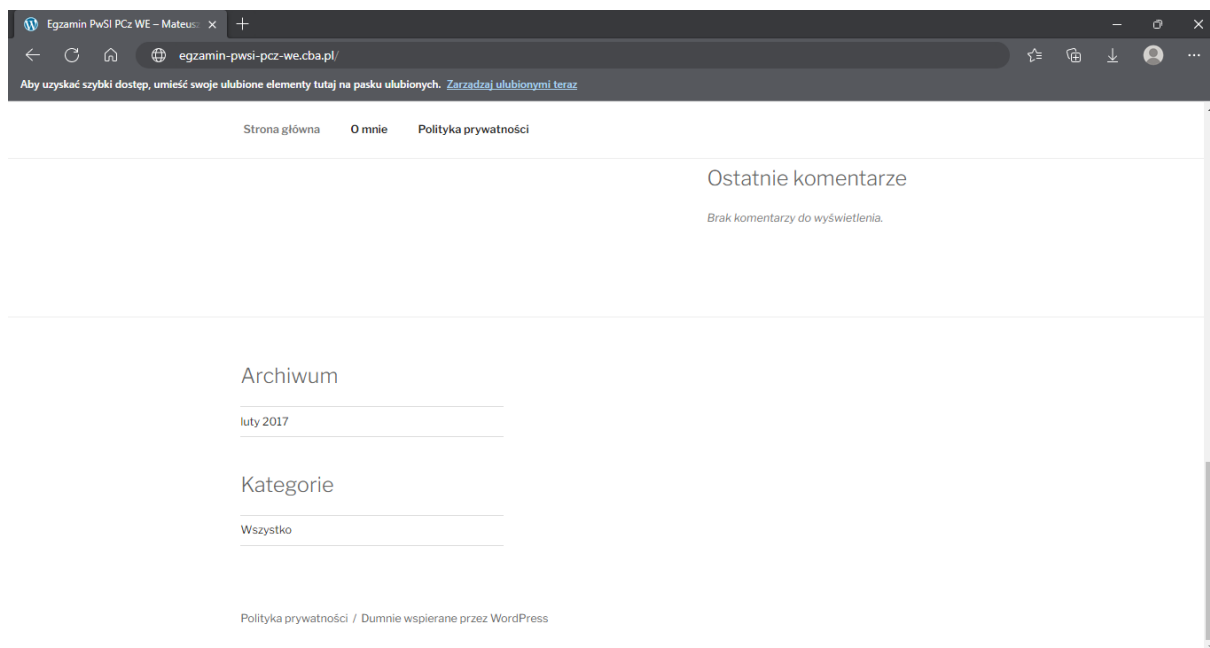 Egzamin PwSI PCz WE – Mateusz
egzamin-pwsi-pcz-we.cba.pl/
Aby uzyskać szybki dostęp, umieść swoje ulubione elementy tutaj na pasku ulubionych. Zarządzaj ulubionymi teraz
Strona główna O mnie Polityka prywatności
Ostatnie komentarze
Brak komentarzy do wyświetlenia.
Archiwum
luty 2017
Kategorie
Wszystko
Polityka prywatności / Dumnie wspierane przez WordPress